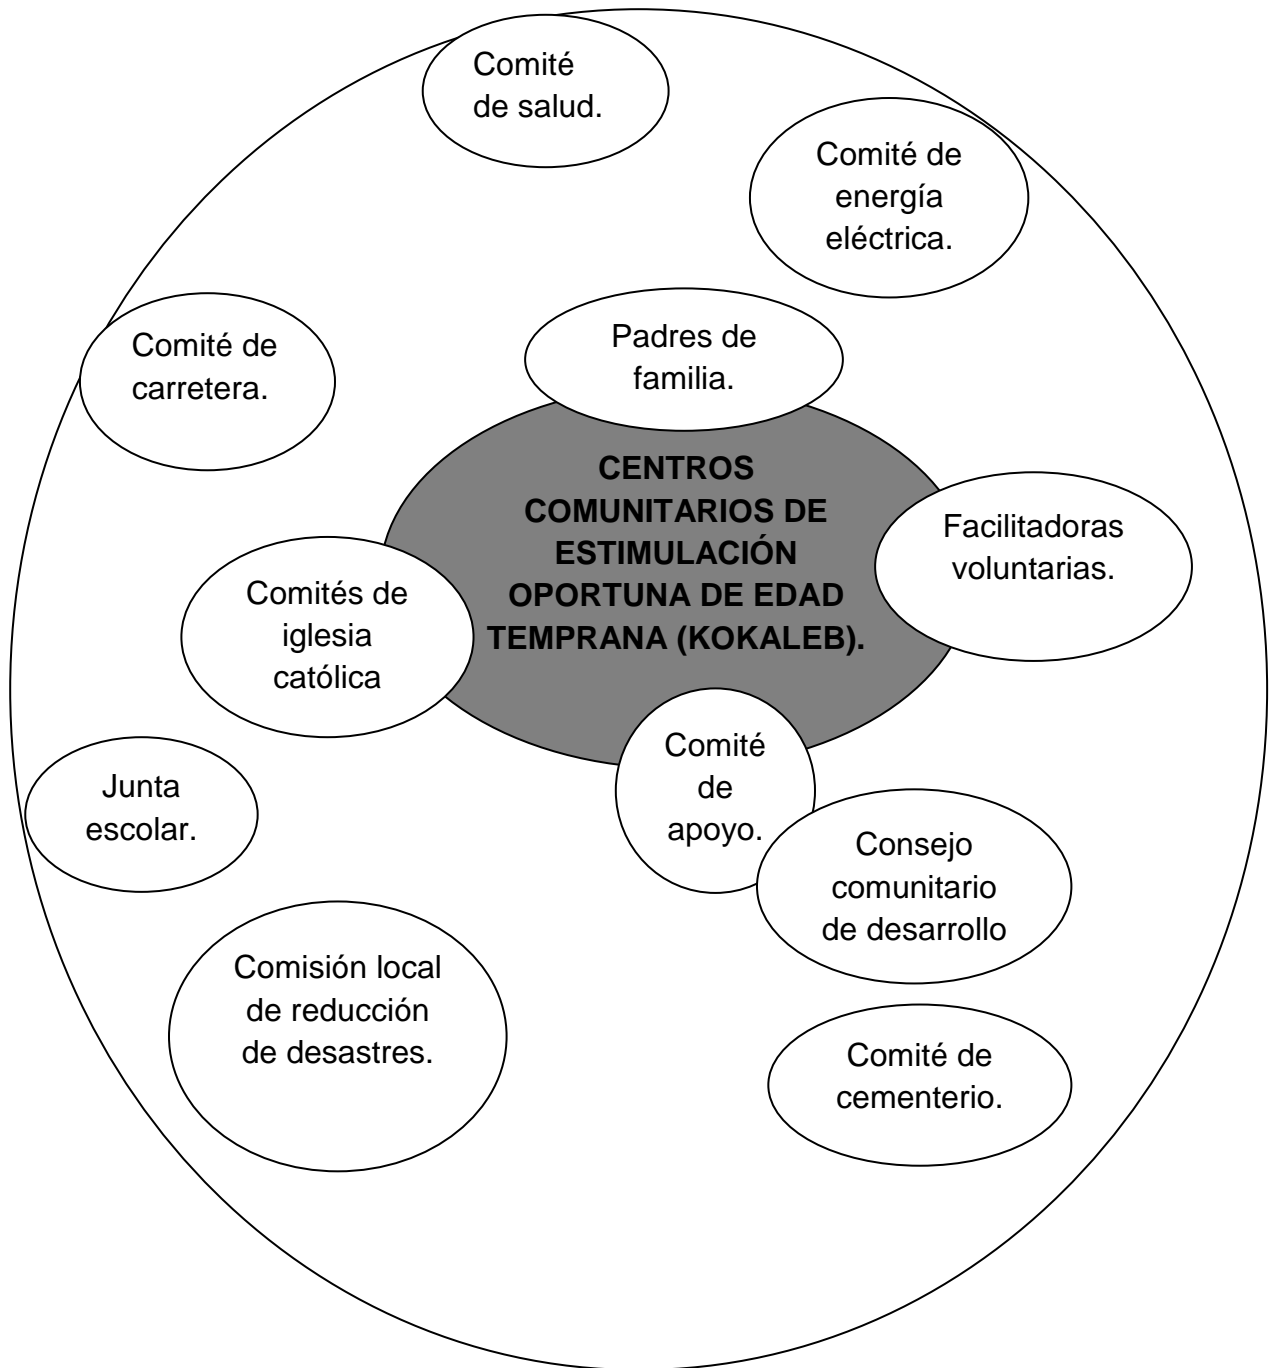 Comité
de salud.
Comité de
energía
eléctrica.
Comité de
carretera.
Padres de
familia.
CENTROS
COMUNITARIOS DE
ESTIMULACIÓN
OPORTUNA DE EDAD
TEMPRANA (KOKALEB).
Facilitadoras
voluntarias.
Comités de
iglesia
católica
Comité
de
apoyo.
Junta
escolar.
Consejo
comunitario
de desarrollo
Comisión local
de reducción
de desastres.
Comité de
cementerio.